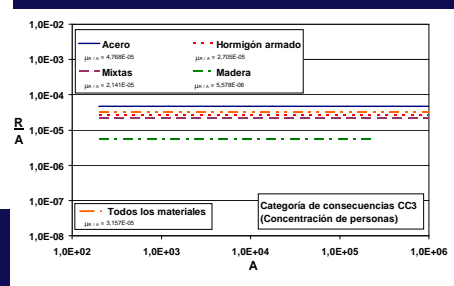 1,0E-02
1,0E-03
1,0E-04
1,0E-05
1,0E-06
1,0E-07
1,0E-08
R
A
Acero
Hormigón armado
μR / A = 4,768E-05
μR / A = 2,705E-05
Mixtas
Madera
μR / A = 2,141E-05
μR / A = 5,578E-06
Todos los materiales
μR / A = 3,157E-05
Categoría de consecuencias CC3
(Concentración de personas)
1,0E+02 1,0E+03 1,0E+04 1,0E+05 1,0E+06
A